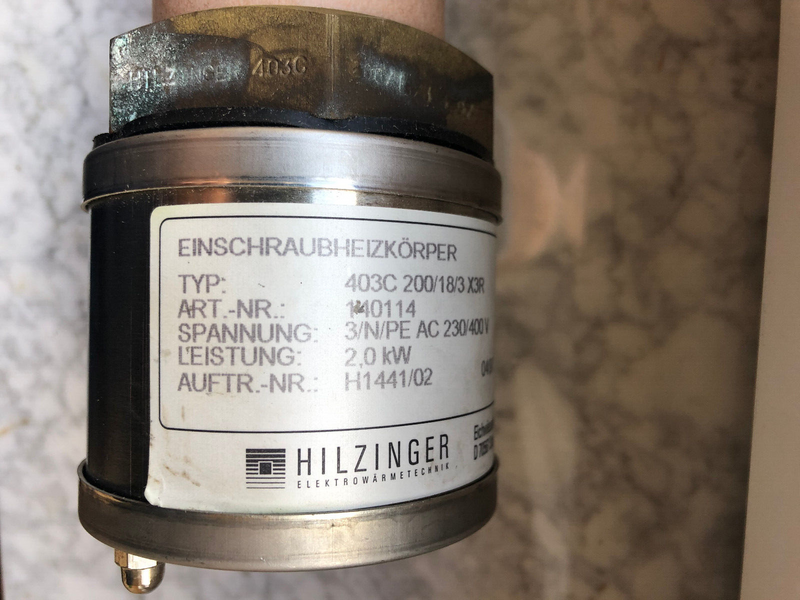 HILZINGER 403C
EINSCHRAUBHEIZKÖRPER
TYP: 403C 200/18/3 X3R
ART.-NR.: 140114
SPANNUNG: 3/N/PE AC 230/400 V
LEISTUNG: 2,0 kW
AUFTR.-NR.: H1441/02
HILZINGER
ELEKTROWÄRMETECHNIK